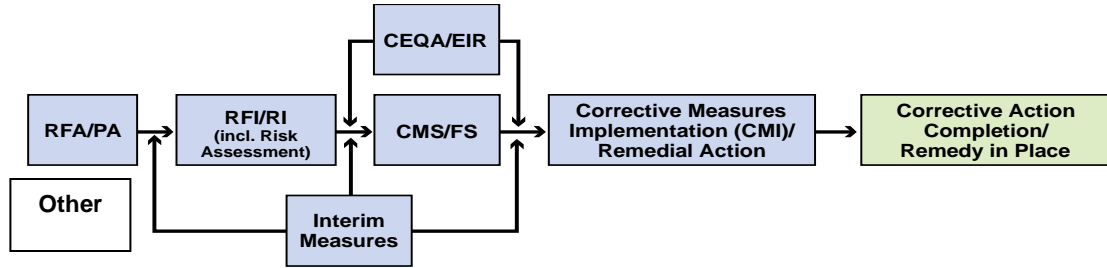 CEQA/EIR
RFA/PA
RFI/RI
(incl. Risk
Assessment)
CMS/FS
Corrective Measures
Implementation (CMI)/
Remedial Action
Corrective Action
Completion/
Remedy in Place
Other
Interim
Measures